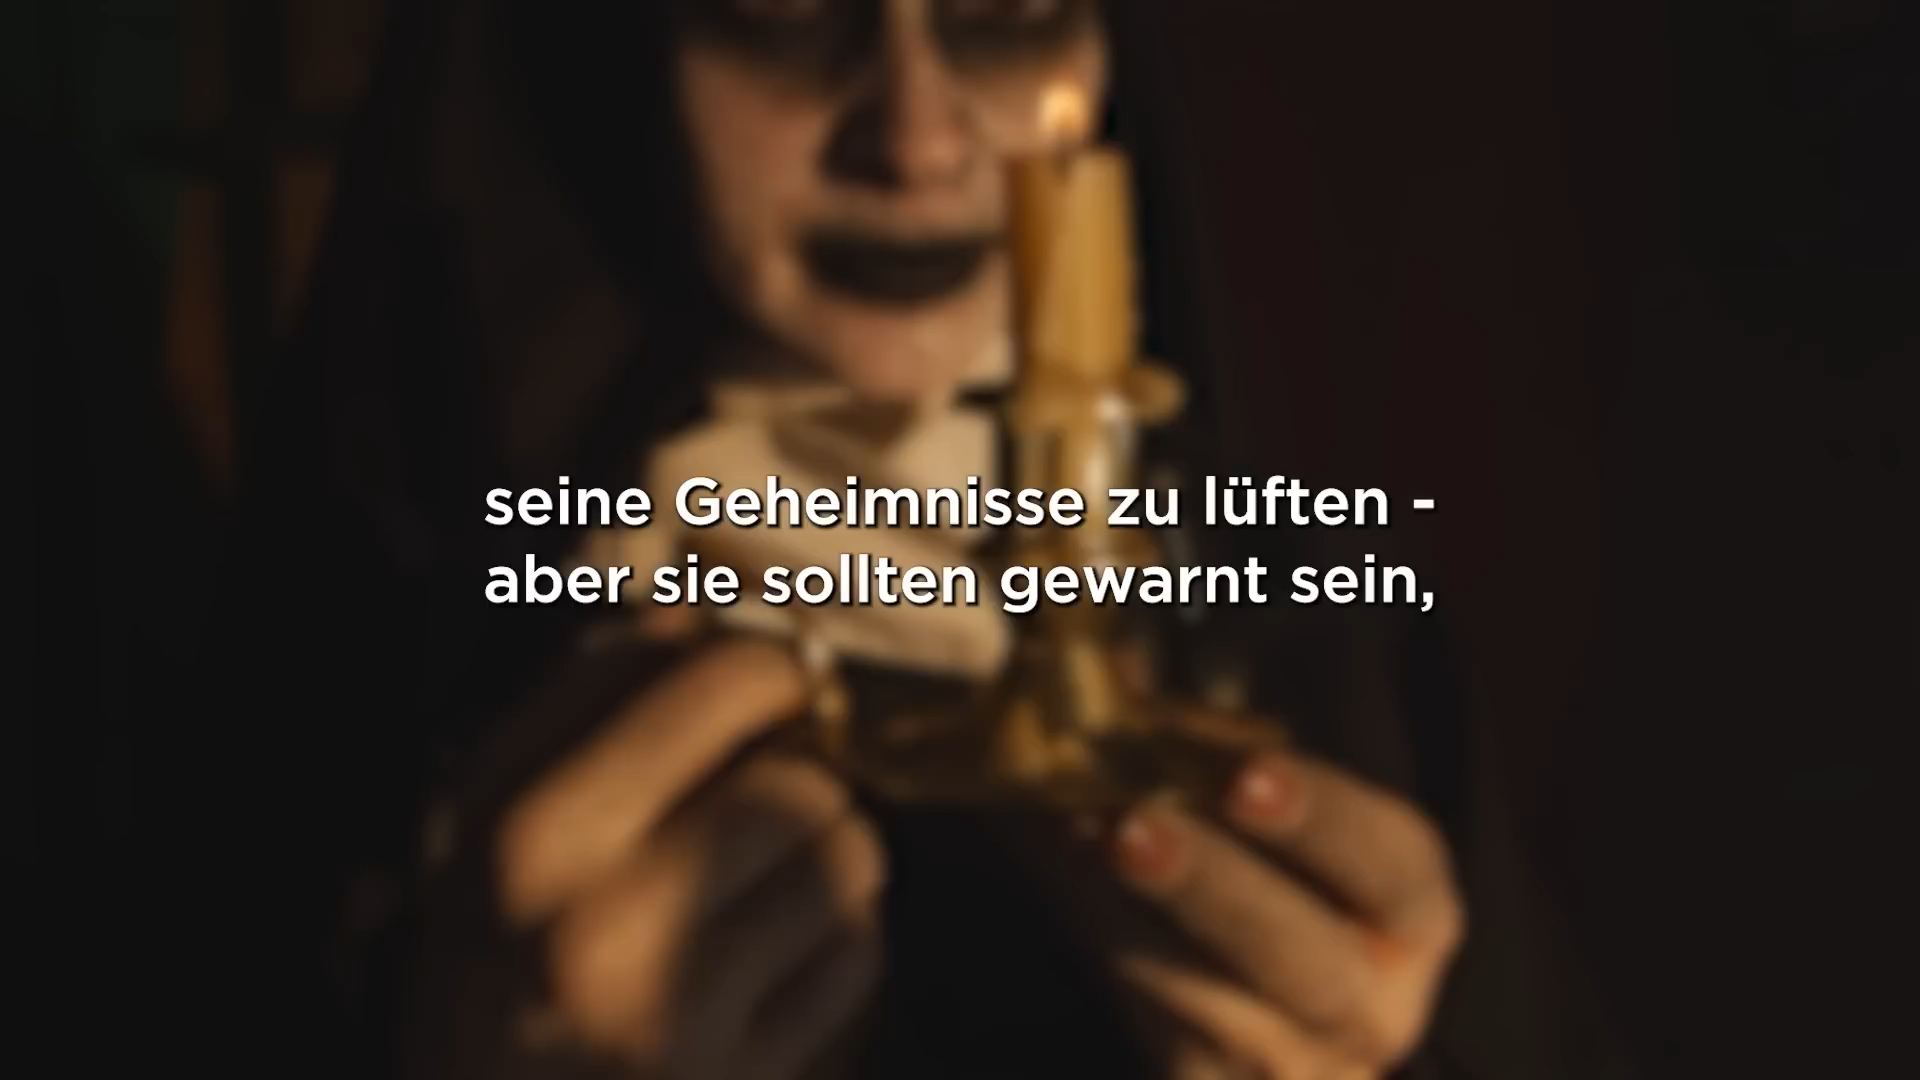 seine Geheimnisse zu lüften -
aber sie sollten gewarnt sein,